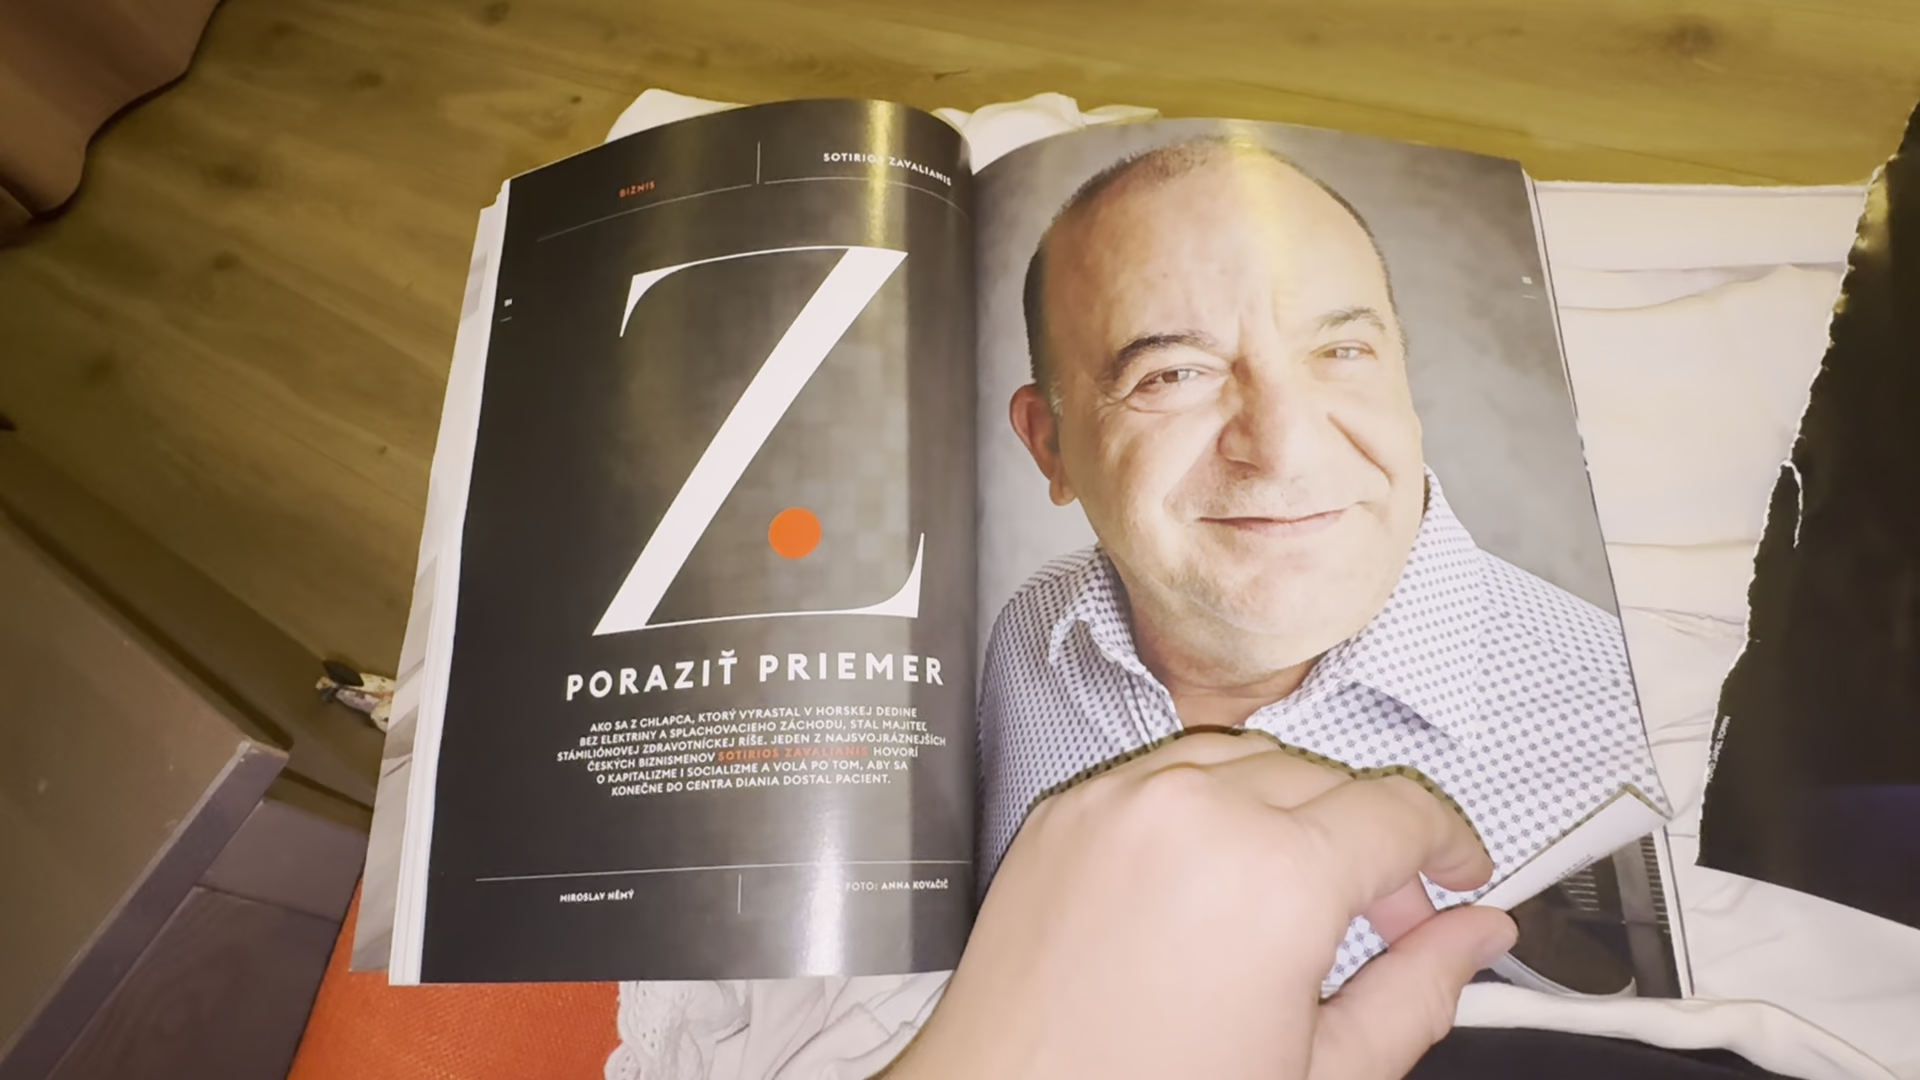 BIZNIS
SOTIRIOS ZAVALIANIS
Z
PORAZIŤ PRIEMER
AKO SA Z CHLAPCA, KTORÝ VYRASTAL V HORSKEJ DEDINE
BEZ ELEKTRINY A SPLACHOVACIEHO ZÁCHODU, STAL MAJITEĽ
STÁMILIÓNOVEJ ZDRAVOTNÍCKEJ RÍŠE. JEDEN Z NAJSVOJRÁZNEJŠÍCH
ČESKÝCH BIZNISMENOV SOTIRIOS ZAVALIANIS HOVORÍ
O KAPITALIZME I SOCIALIZME A VOLÁ PO TOM, ABY SA
KONEČNE DO CENTRA DIANIA DOSTAL PACIENT.
MIROSLAV NĚMÝ
FOTO: ANNA KOVAČIČ